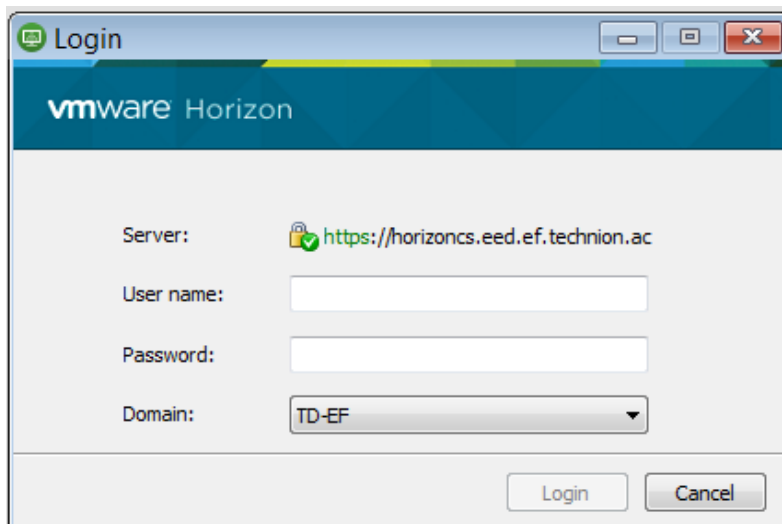 Login
vmware Horizon
Server: https://horizoncs.eed.ef.technion.ac
User name:
Password:
Domain: TD-EF
Login Cancel